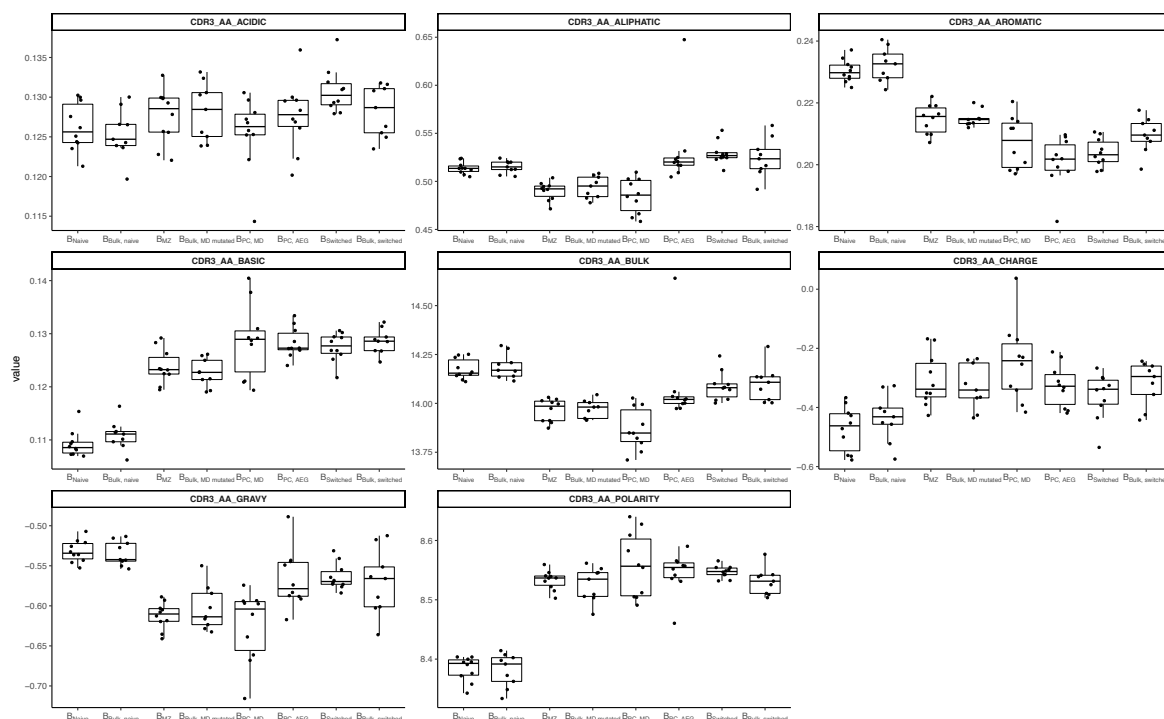 CDR3_AA_ACIDIC
CDR3_AA_ALIPHATIC
CDR3_AA_AROMATIC
0.135
0.130
0.125
0.120
0.115
0.65
0.60
0.55
0.50
0.45
0.24
0.22
0.20
0.18
BNaive BBulk, naive BMZ BBulk, MD mutated BPC, MD BPC, AEG BSwitched BBulk, switched
BNaive BBulk, naive BMZ BBulk, MD mutated BPC, MD BPC, AEG BSwitched BBulk, switched
BNaive BBulk, naive BMZ BBulk, MD mutated BPC, MD BPC, AEG BSwitched BBulk, switched
CDR3_AA_BASIC
CDR3_AA_BULK
CDR3_AA_CHARGE
value
0.14
0.13
0.12
0.11
14.50
14.25
14.00
13.75
0.0
−0.2
−0.4
−0.6
BNaive BBulk, naive BMZ BBulk, MD mutated BPC, MD BPC, AEG BSwitched BBulk, switched
BNaive BBulk, naive BMZ BBulk, MD mutated BPC, MD BPC, AEG BSwitched BBulk, switched
BNaive BBulk, naive BMZ BBulk, MD mutated BPC, MD BPC, AEG BSwitched BBulk, switched
CDR3_AA_GRAVY
CDR3_AA_POLARITY
−0.50
−0.55
−0.60
−0.65
−0.70
8.6
8.5
8.4
BNaive BBulk, naive BMZ BBulk, MD mutated BPC, MD BPC, AEG BSwitched BBulk, switched
BNaive BBulk, naive BMZ BBulk, MD mutated BPC, MD BPC, AEG BSwitched BBulk, switched